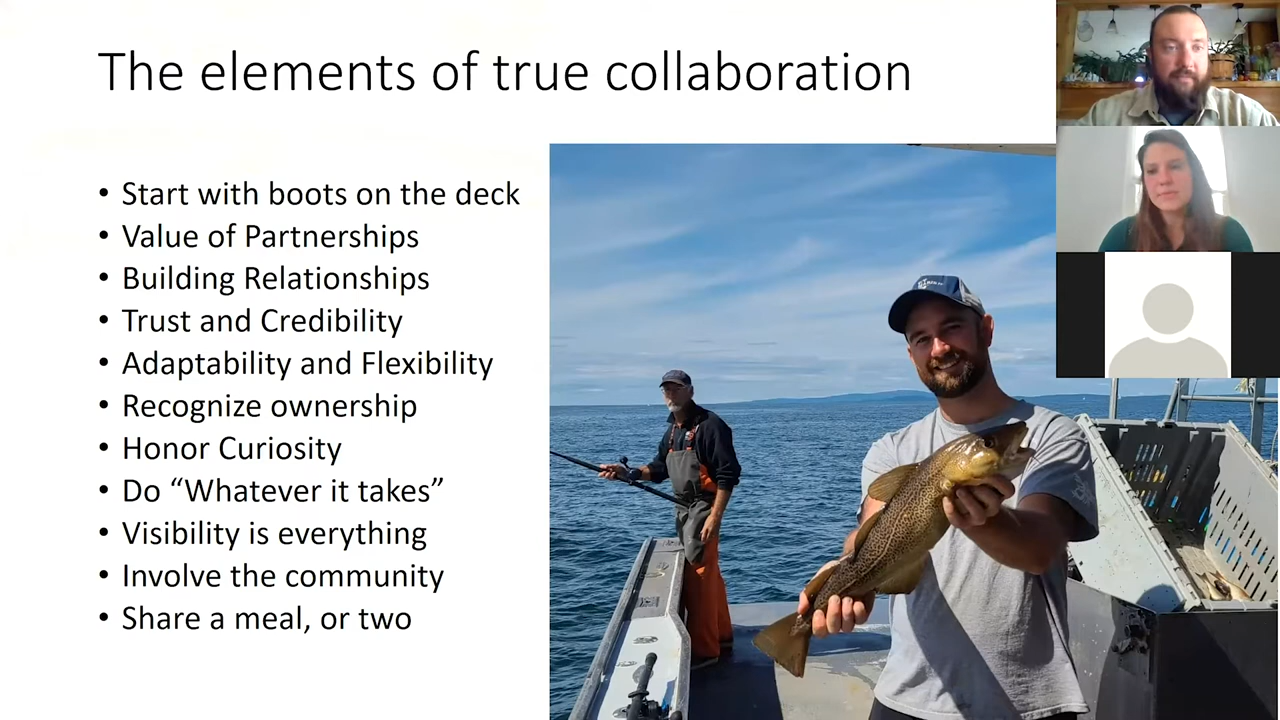 The elements of true collaboration
• Start with boots on the deck
• Value of Partnerships
• Building Relationships
• Trust and Credibility
• Adaptability and Flexibility
• Recognize ownership
• Honor Curiosity
• Do “Whatever it takes”
• Visibility is everything
• Involve the community
• Share a meal, or two